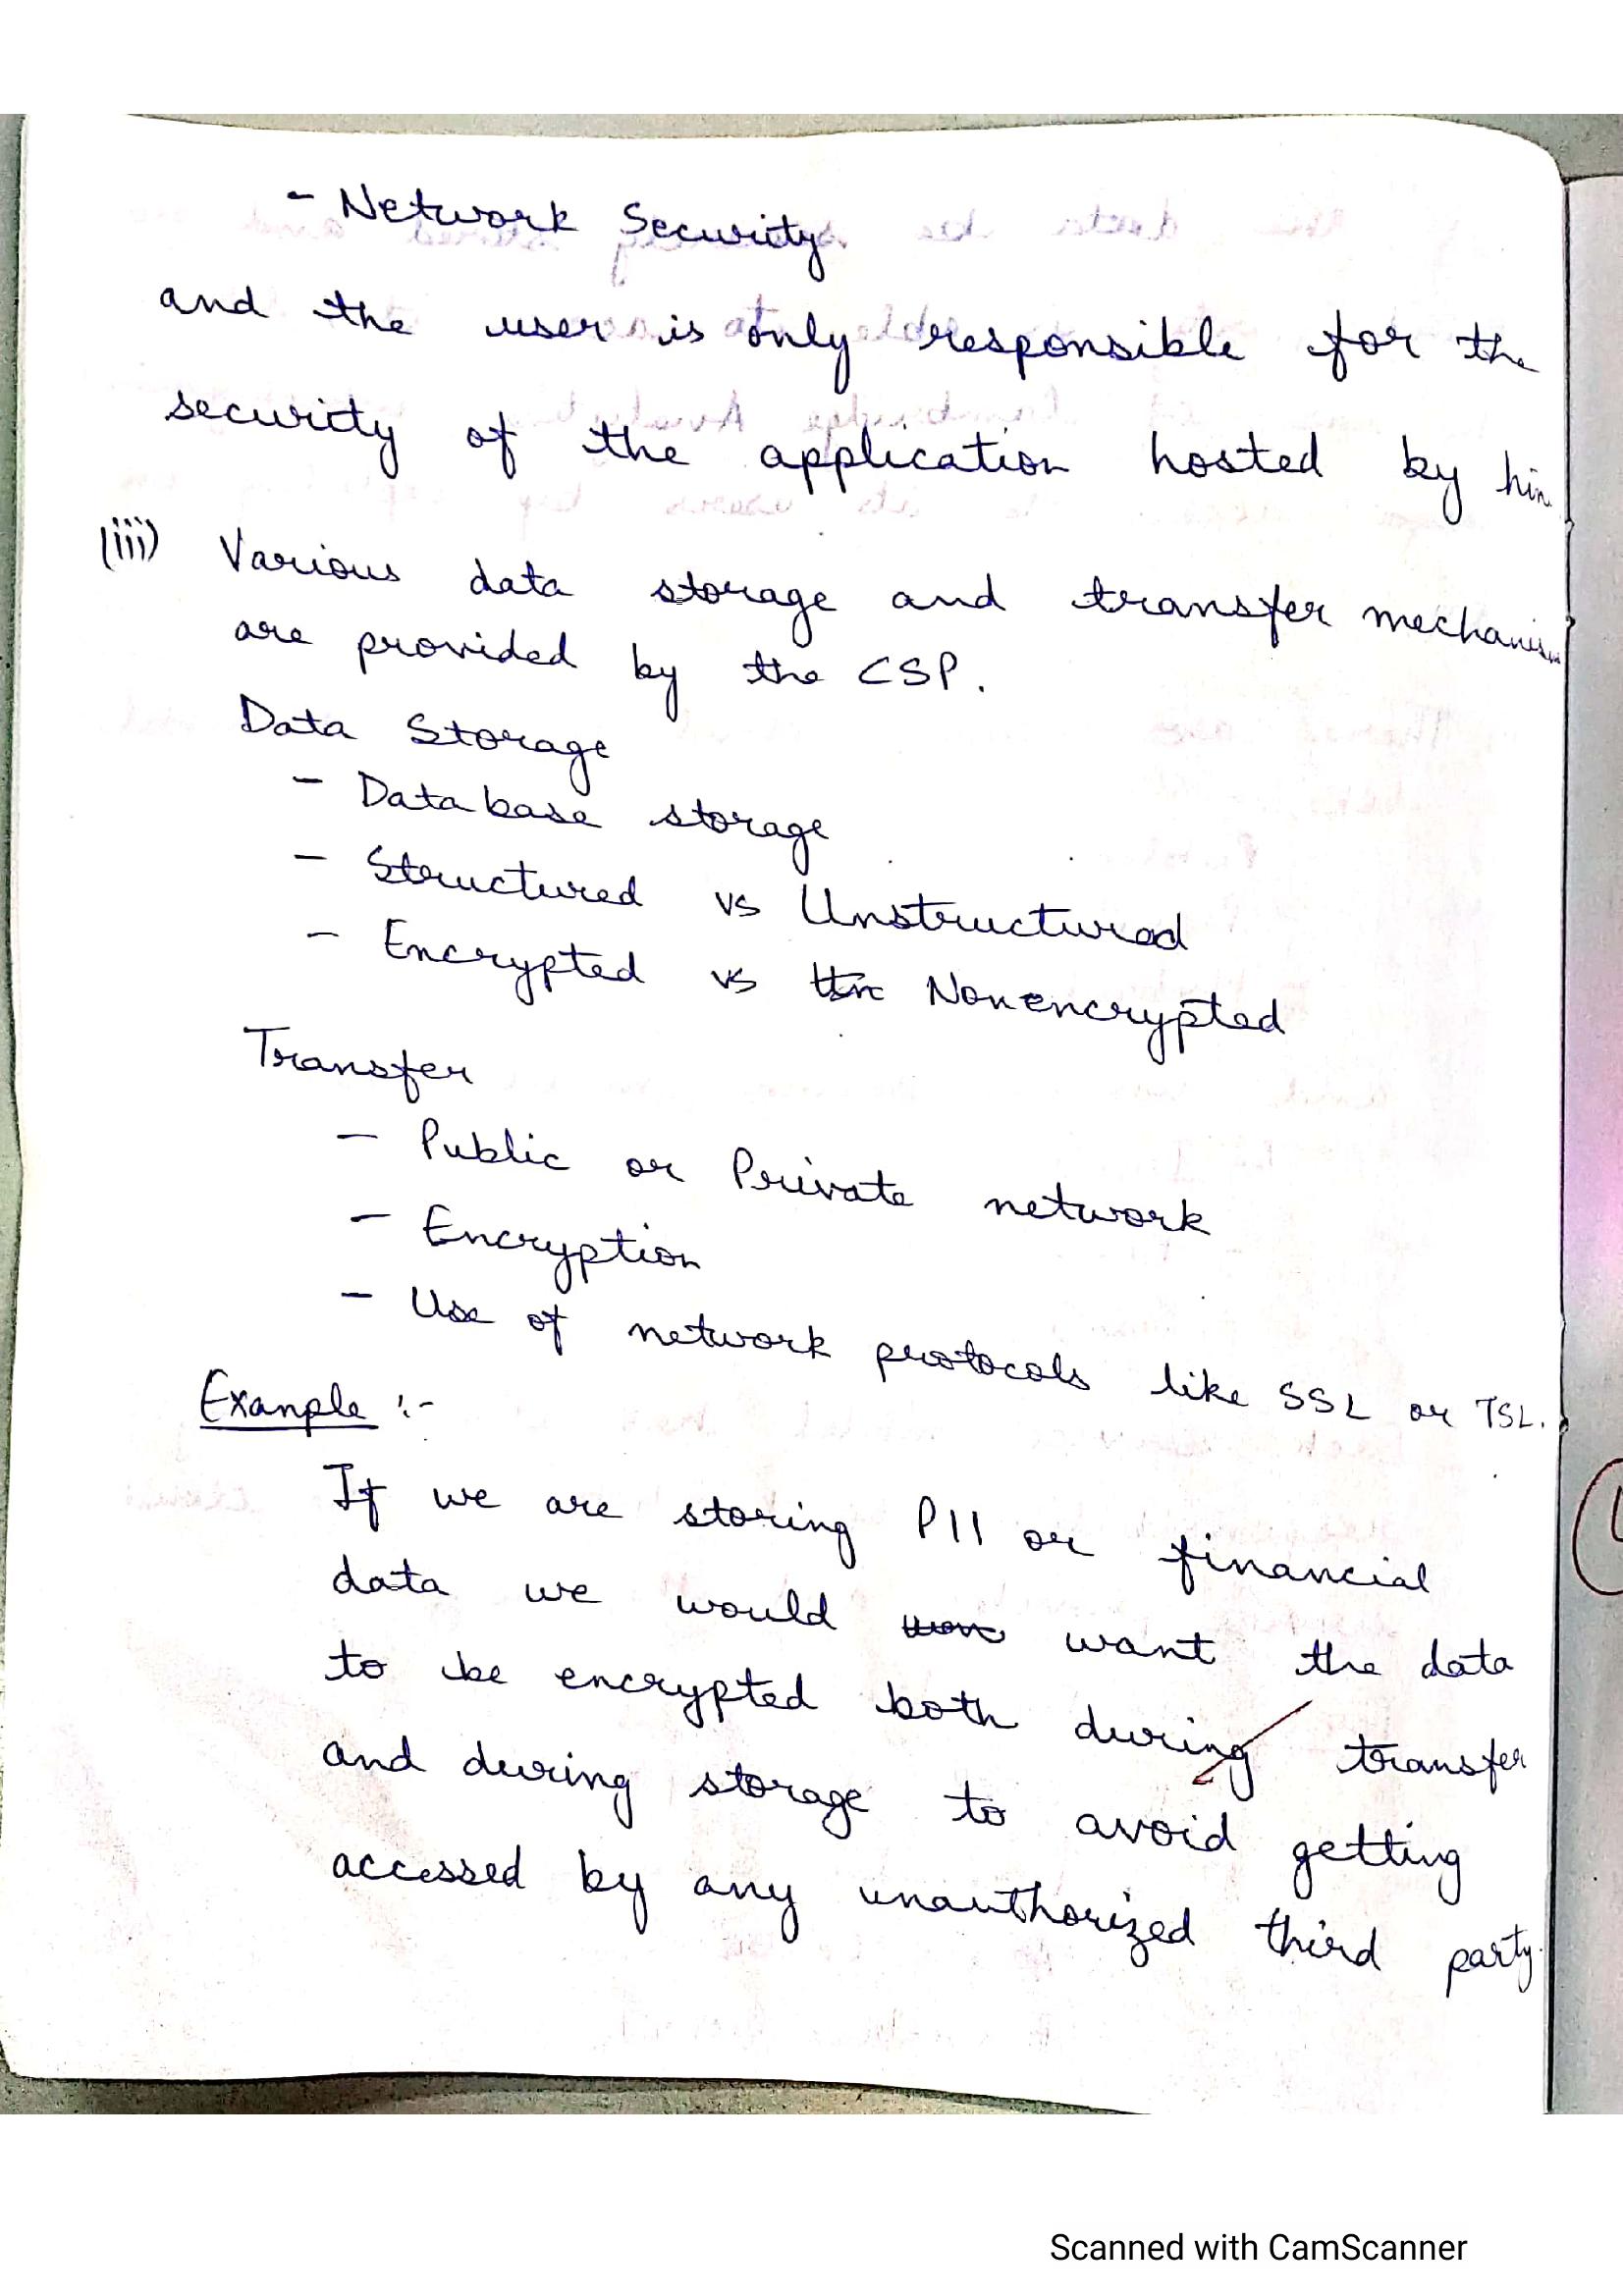 - Network Security
and the user is only responsible for the
security of the application hosted by him
(iii) Various data storage and transfer mechanism
are provided by the CSP.
Data Storage
- Database storage
- Structured vs Unstructured
- Encrypted vs Nonencrypted
Transfer
- Public or Private network
- Encryption
- Use of network protocols like SSL or TSL.
Example :-
If we are storing PII or financial
data we would want the data
to be encrypted both during transfer
and during storage to avoid getting
accessed by any unauthorized third party.
Scanned with CamScanner